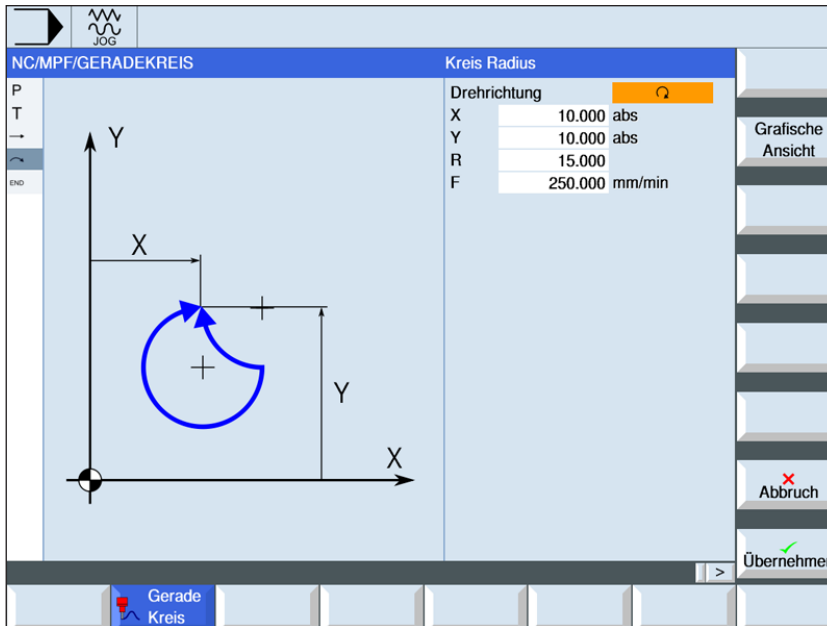 JOG
NC/MPF/GERADEKREIS
Kreis Radius
P
T
END
Drehrichtung
X 10.000 abs
Y 10.000 abs
R 15.000
F 250.000 mm/min
Y
X
Y
X
Grafische
Ansicht
Abbruch
Übernehmen
>
Gerade
Kreis